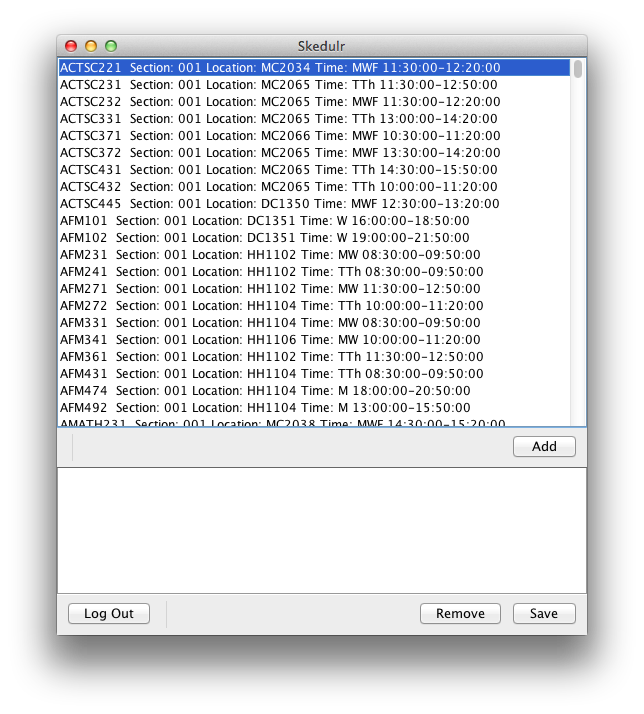 Skedulr
ACTSC221 Section: 001 Location: MC2034 Time: MWF 11:30:00-12:20:00
ACTSC231 Section: 001 Location: MC2065 Time: TTh 11:30:00-12:50:00
ACTSC232 Section: 001 Location: MC2065 Time: MWF 11:30:00-12:20:00
ACTSC331 Section: 001 Location: MC2065 Time: TTh 13:00:00-14:20:00
ACTSC371 Section: 001 Location: MC2066 Time: MWF 10:30:00-11:20:00
ACTSC372 Section: 001 Location: MC2065 Time: MWF 13:30:00-14:20:00
ACTSC431 Section: 001 Location: MC2065 Time: TTh 14:30:00-15:50:00
ACTSC432 Section: 001 Location: MC2065 Time: TTh 10:00:00-11:20:00
ACTSC445 Section: 001 Location: DC1350 Time: MWF 12:30:00-13:20:00
AFM101 Section: 001 Location: DC1351 Time: W 16:00:00-18:50:00
AFM102 Section: 001 Location: DC1351 Time: W 19:00:00-21:50:00
AFM231 Section: 001 Location: HH1102 Time: MW 08:30:00-09:50:00
AFM241 Section: 001 Location: HH1102 Time: TTh 08:30:00-09:50:00
AFM271 Section: 001 Location: HH1102 Time: MW 11:30:00-12:50:00
AFM272 Section: 001 Location: HH1104 Time: TTh 10:00:00-11:20:00
AFM331 Section: 001 Location: HH1104 Time: MW 08:30:00-09:50:00
AFM341 Section: 001 Location: HH1106 Time: MW 10:00:00-11:20:00
AFM361 Section: 001 Location: HH1102 Time: TTh 11:30:00-12:50:00
AFM431 Section: 001 Location: HH1104 Time: TTh 08:30:00-09:50:00
AFM474 Section: 001 Location: HH1104 Time: M 18:00:00-20:50:00
AFM492 Section: 001 Location: HH1104 Time: M 13:00:00-15:50:00
AMATH231 Section: 001 Location: MC2038 Time: MWF 14:30:00-15:20:00
Add
Log Out
Remove
Save